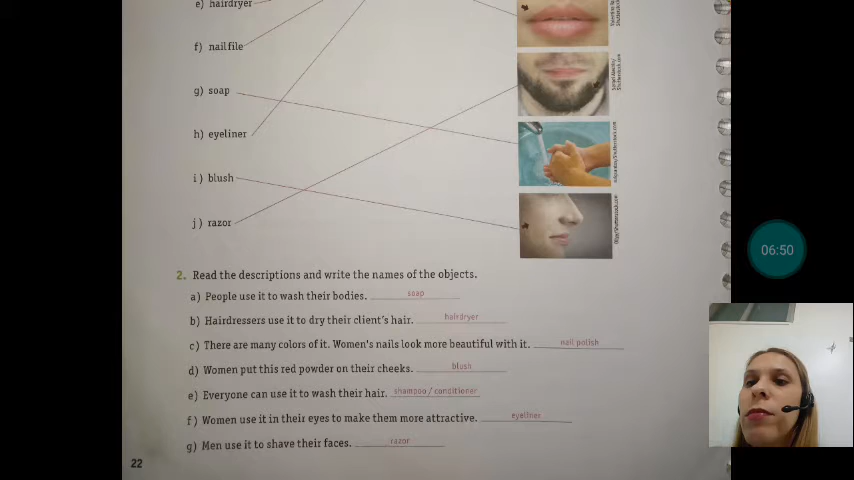 e) hairdryer
f) nail file
g) soap
h) eyeliner
i) blush
j) razor
2. Read the descriptions and write the names of the objects.
a) People use it to wash their bodies. soap
b) Hairdressers use it to dry their client's hair. hairdryer
c) There are many colors of it. Women's nails look more beautiful with it. nail polish
d) Women put this red powder on their cheeks. blush
e) Everyone can use it to wash their hair. shampoo / conditioner
f) Women use it in their eyes to make them more attractive. eyeliner
g) Men use it to shave their faces. razor
22
06:50